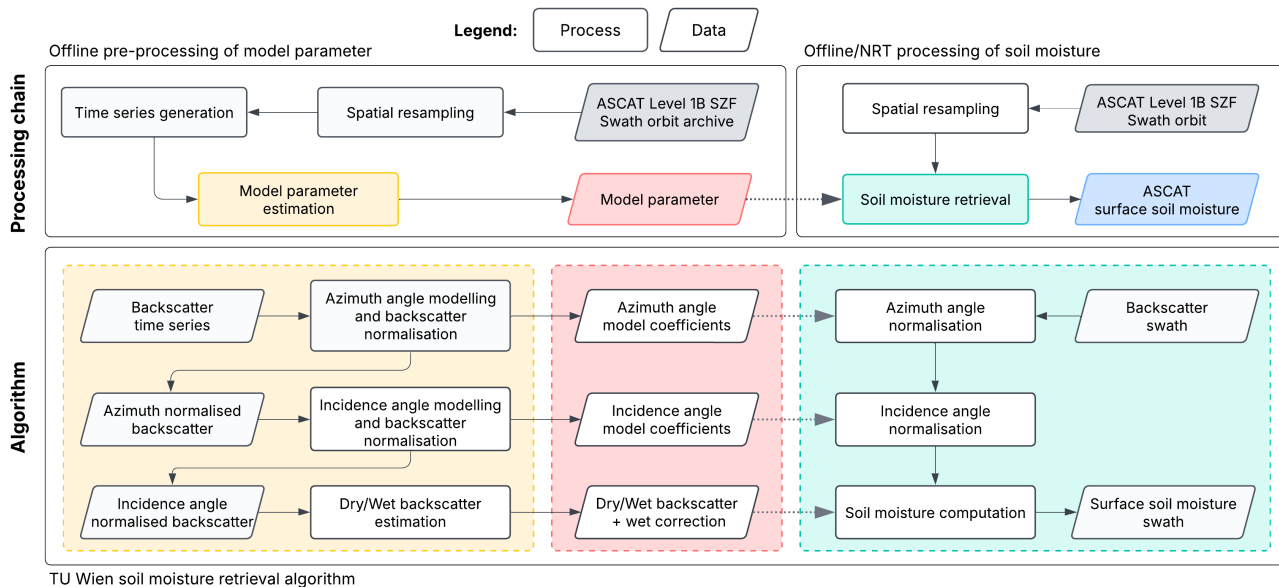 Legend:
Process
Data
Offline pre-processing of model parameter
Offline/NRT processing of soil moisture
Processing chain
Time series generation
Spatial resampling
ASCAT Level 1B SZF
Swath orbit archive
Spatial resampling
ASCAT Level 1B SZF
Swath orbit
Model parameter
estimation
Model parameter
Soil moisture retrieval
ASCAT
surface soil moisture
Algorithm
Backscatter
time series
Azimuth angle modelling
and backscatter
normalisation
Azimuth angle
model coefficients
Azimuth angle
normalisation
Backscatter
swath
Azimuth normalised
backscatter
Incidence angle modelling
and backscatter
normalisation
Incidence angle
model coefficients
Incidence angle
normalisation
Incidence angle
normalised backscatter
Dry/Wet backscatter
estimation
Dry/Wet backscatter
+ wet correction
Soil moisture computation
Surface soil moisture
swath
TU Wien soil moisture retrieval algorithm